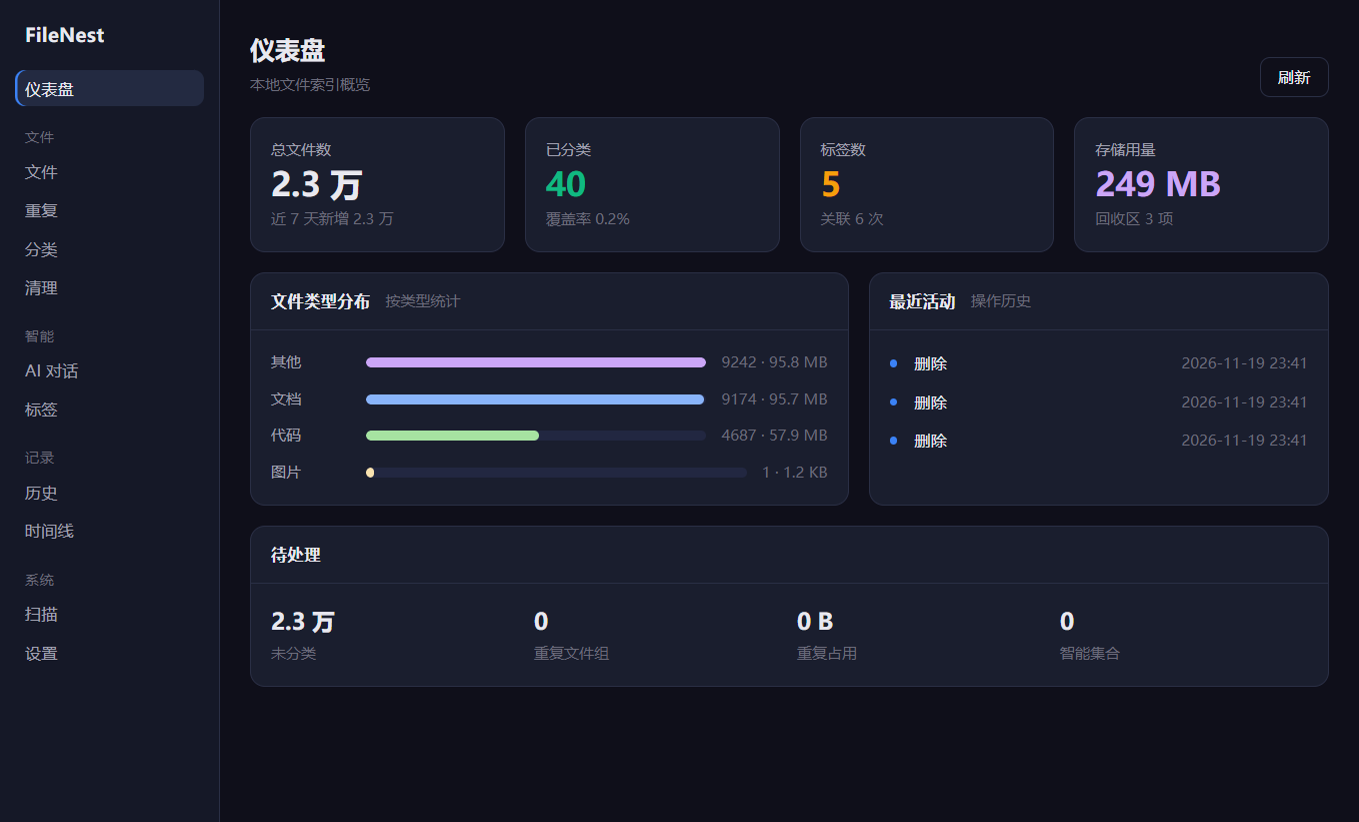 FileNest
仪表盘
文件
文件
重复
分类
清理
智能
AI 对话
标签
记录
历史
时间线
系统
扫描
设置
仪表盘
本地文件索引概览
刷新
总文件数
2.3 万
近 7 天新增 2.3 万
已分类
40
覆盖率 0.2%
标签数
5
关联 6 次
存储用量
249 MB
回收区 3 项
文件类型分布 按类型统计
其他 9242 · 95.8 MB
文档 9174 · 95.7 MB
代码 4687 · 57.9 MB
图片 1 · 1.2 KB
最近活动 操作历史
删除 2026-11-19 23:41
删除 2026-11-19 23:41
删除 2026-11-19 23:41
待处理
2.3 万
未分类
0
重复文件组
0 B
重复占用
0
智能集合